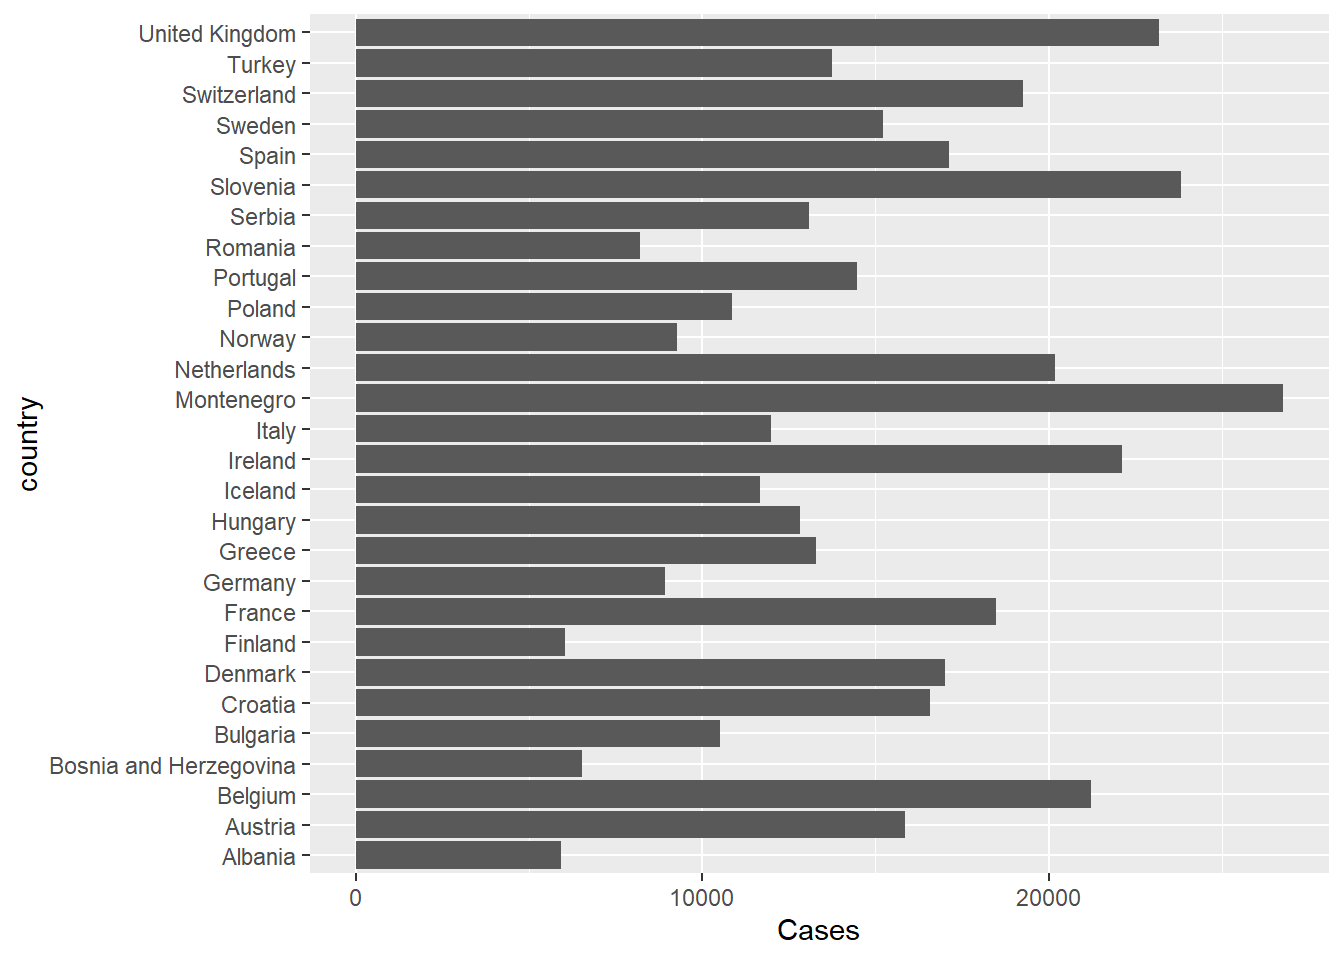 United Kingdom
Turkey
Switzerland
Sweden
Spain
Slovenia
Serbia
Romania
Portugal
Poland
Norway
Netherlands
Montenegro
Italy
Ireland
Iceland
Hungary
Greece
Germany
France
Finland
Denmark
Croatia
Bulgaria
Bosnia and Herzegovina
Belgium
Austria
Albania
country
0 10000 20000
Cases